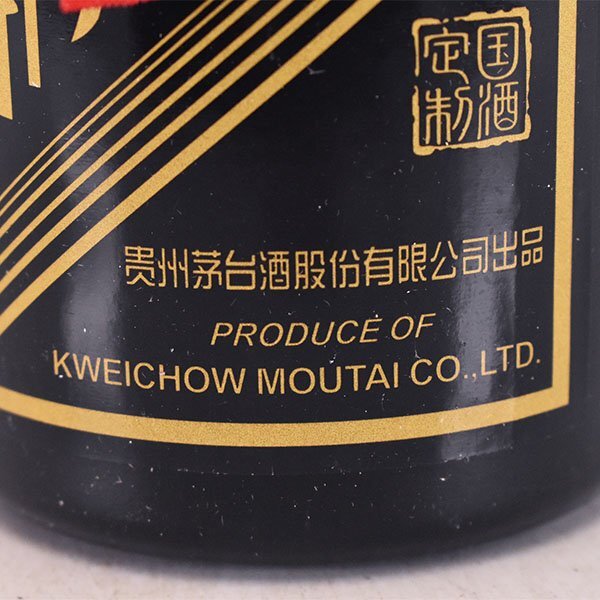 国酒
定制
贵州茅台酒股份有限公司出品
PRODUCE OF
KWEICHOW MOUTAI CO.,LTD.